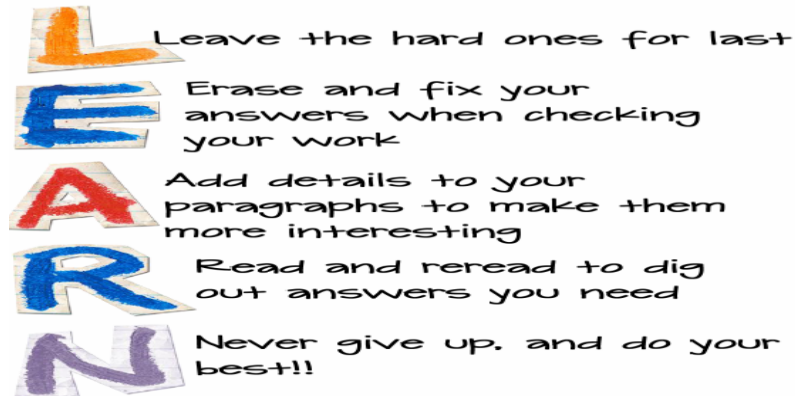 L Leave the hard ones for last
E Erase and fix your
answers when checking
your work
A Add details to your
paragraphs to make them
more interesting
R Read and reread to dig
out answers you need
N Never give up. and do your
best!!